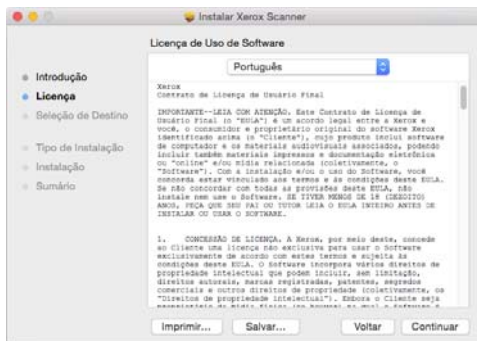 Instalar Xerox Scanner
Licença de Uso de Software
Português
Introdução
Licença
Seleção de Destino
Tipo de Instalação
Instalação
Sumário
Xerox
Contrato de Licença de Usuário Final
IMPORTANTE--LEIA COM ATENÇÃO. Este Contrato de Licença de
Usuário Final (o "EULA") é um acordo legal entre a Xerox e
você, o consumidor e proprietário original do software Xerox
identificado acima (o "Cliente"), cujo produto inclui software
de computador e os materiais audiovisuais associados, podendo
incluir também materiais impressos e documentação eletrônica
ou "online" e/ou mídia relacionada (coletivamente, o
"Software"). Com a instalação e/ou o uso do Software, você
concorda estar vinculado aos termos e às condições deste EULA.
Se não concordar com todas as provisões deste EULA, não
instale nem use o Software. SE TIVER MENOS DE 18 (DEZOITO)
ANOS, PEÇA QUE SEU PAI OU TUTOR LEIA O EULA INTEIRO ANTES DE
INSTALAR OU USAR O SOFTWARE.
1. CONCESSÃO DE LICENÇA. A Xerox, por meio deste, concede
ao Cliente uma licença não exclusiva para usar o Software
exclusivamente de acordo com estes termos e sujeita às
condições deste EULA. O Software incorpora vários direitos de
propriedade intelectual que podem incluir, sem limitação,
direitos autorais, marcas registradas, patentes, segredos
comerciais e outros direitos de propriedade (coletivamente, os
"Direitos de propriedade intelectual"). Embora o Cliente seja
Imprimir...
Salvar...
Voltar
Continuar